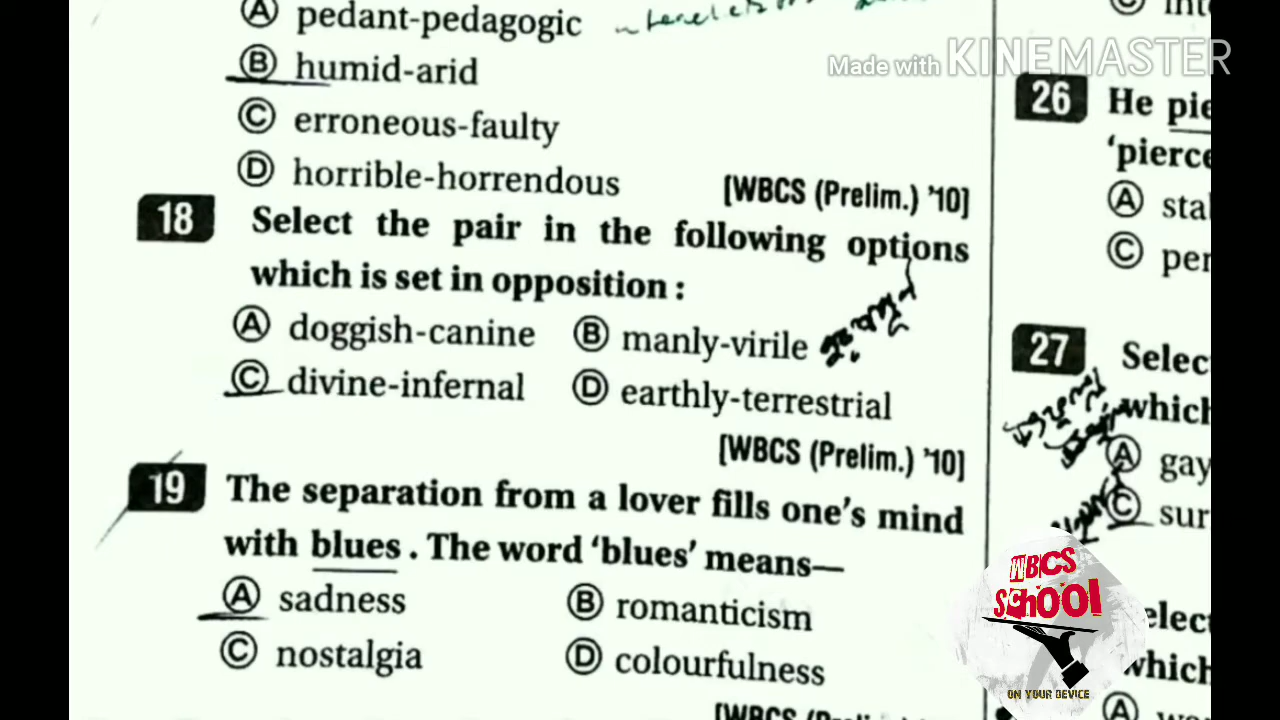 Ⓐ pedant-pedagogic
Ⓑ humid-arid
Ⓒ erroneous-faulty
Ⓓ horrible-horrendous
[WBCS (Prelim.) '10]
18 Select the pair in the following options
which is set in opposition :
Ⓐ doggish-canine Ⓑ manly-virile
Ⓒ divine-infernal Ⓓ earthly-terrestrial
[WBCS (Prelim.) '10]
19 The separation from a lover fills one's mind
with blues . The word 'blues' means—
Ⓐ sadness Ⓑ romanticism
Ⓒ nostalgia Ⓓ colourfulness
Made with KINEMASTER
26 He
'pierce
Ⓐ
Ⓒ
27
Ⓐ gay
Ⓒ
WBCS
SchOOL
ON YOUR DEVICE